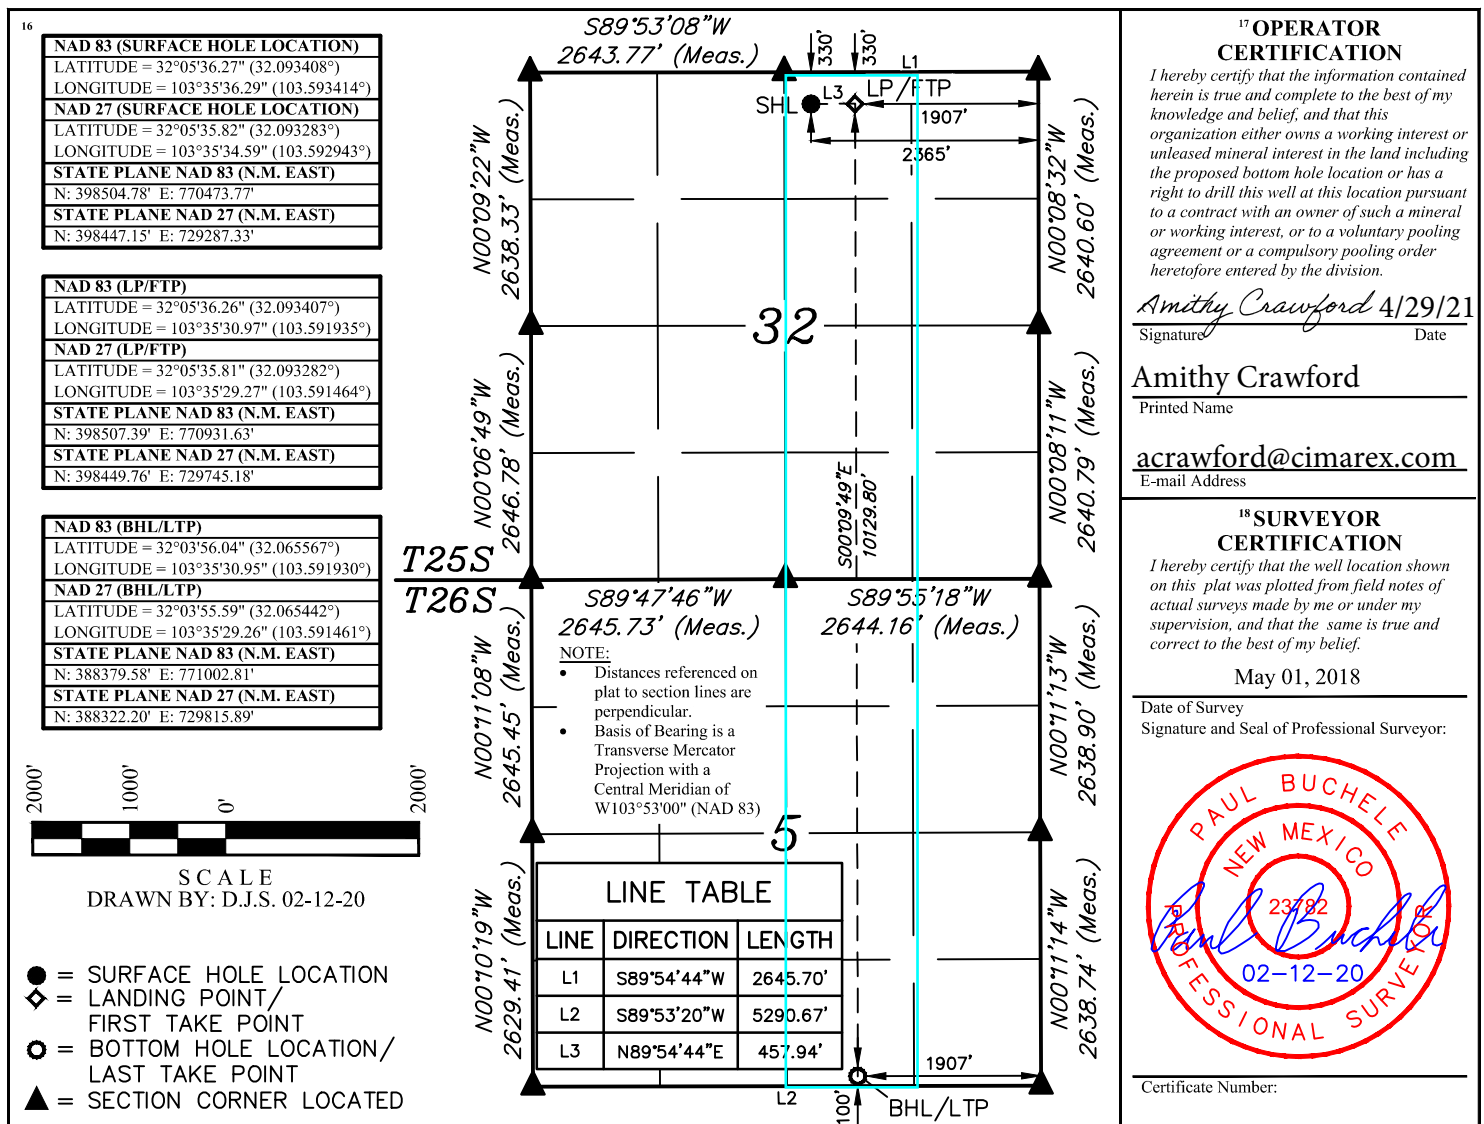 16
NAD 83 (SURFACE HOLE LOCATION)
LATITUDE = 32°05'36.27" (32.093408°)
LONGITUDE = 103°35'36.29" (103.593414°)
NAD 27 (SURFACE HOLE LOCATION)
LATITUDE = 32°05'35.82" (32.093283°)
LONGITUDE = 103°35'34.59" (103.592943°)
STATE PLANE NAD 83 (N.M. EAST)
N: 398504.78' E: 770473.77'
STATE PLANE NAD 27 (N.M. EAST)
N: 398447.15' E: 729287.33'
NAD 83 (LP/FTP)
LATITUDE = 32°05'36.26" (32.093407°)
LONGITUDE = 103°35'30.97" (103.591935°)
NAD 27 (LP/FTP)
LATITUDE = 32°05'35.81" (32.093282°)
LONGITUDE = 103°35'29.27" (103.591464°)
STATE PLANE NAD 83 (N.M. EAST)
N: 398507.39' E: 770931.63'
STATE PLANE NAD 27 (N.M. EAST)
N: 398449.76' E: 729745.18'
NAD 83 (BHL/LTP)
LATITUDE = 32°03'56.04" (32.065567°)
LONGITUDE = 103°35'30.95" (103.591930°)
NAD 27 (BHL/LTP)
LATITUDE = 32°03'55.59" (32.065442°)
LONGITUDE = 103°35'29.26" (103.591461°)
STATE PLANE NAD 83 (N.M. EAST)
N: 388379.58' E: 771002.81'
STATE PLANE NAD 27 (N.M. EAST)
N: 388322.20' E: 729815.89'
2000'
1000'
0'
2000'
SCALE
DRAWN BY: D.J.S. 02-12-20
= SURFACE HOLE LOCATION
= LANDING POINT/
FIRST TAKE POINT
= BOTTOM HOLE LOCATION/
LAST TAKE POINT
= SECTION CORNER LOCATED
S89°53'08"W
2643.77' (Meas.)
330'
330'
L1
SHL
L3
LP/FTP
1907'
2365'
N00°09'22"W
2638.33' (Meas.)
N00°08'32"W
2640.60' (Meas.)
32
N00°06'49"W
2646.78' (Meas.)
N00°08'11"W
2640.79' (Meas.)
S00°09'49"E
10129.80'
T25S
T26S
S89°47'46"W
2645.73' (Meas.)
S89°55'18"W
2644.16' (Meas.)
NOTE:
• Distances referenced on
plat to section lines are
perpendicular.
• Basis of Bearing is a
Transverse Mercator
Projection with a
Central Meridian of
W103°53'00" (NAD 83)
N00°11'08"W
2645.45' (Meas.)
N00°11'13"W
2638.90' (Meas.)
5
LINE TABLE
LINE DIRECTION LENGTH
L1 S89°54'44"W 2645.70'
L2 S89°53'20"W 5290.67'
L3 N89°54'44"E 457.94'
N00°10'19"W
2629.41' (Meas.)
N00°11'14"W
2638.74' (Meas.)
1907'
L2
100'
BHL/LTP
17 OPERATOR
CERTIFICATION
I hereby certify that the information contained
herein is true and complete to the best of my
knowledge and belief, and that this
organization either owns a working interest or
unleased mineral interest in the land including
the proposed bottom hole location or has a
right to drill this well at this location pursuant
to a contract with an owner of such a mineral
or working interest, or to a voluntary pooling
agreement or a compulsory pooling order
heretofore entered by the division.
Amithy Crawford 4/29/21
Signature Date
Amithy Crawford
Printed Name
acrawford@cimarex.com
E-mail Address
18 SURVEYOR
CERTIFICATION
I hereby certify that the well location shown
on this plat was plotted from field notes of
actual surveys made by me or under my
supervision, and that the same is true and
correct to the best of my belief.
May 01, 2018
Date of Survey
Signature and Seal of Professional Surveyor:
PAUL BUCHELE
NEW MEXICO
23782
Paul Buchele
02-12-20
PROFESSIONAL SURVEYOR
Certificate Number: